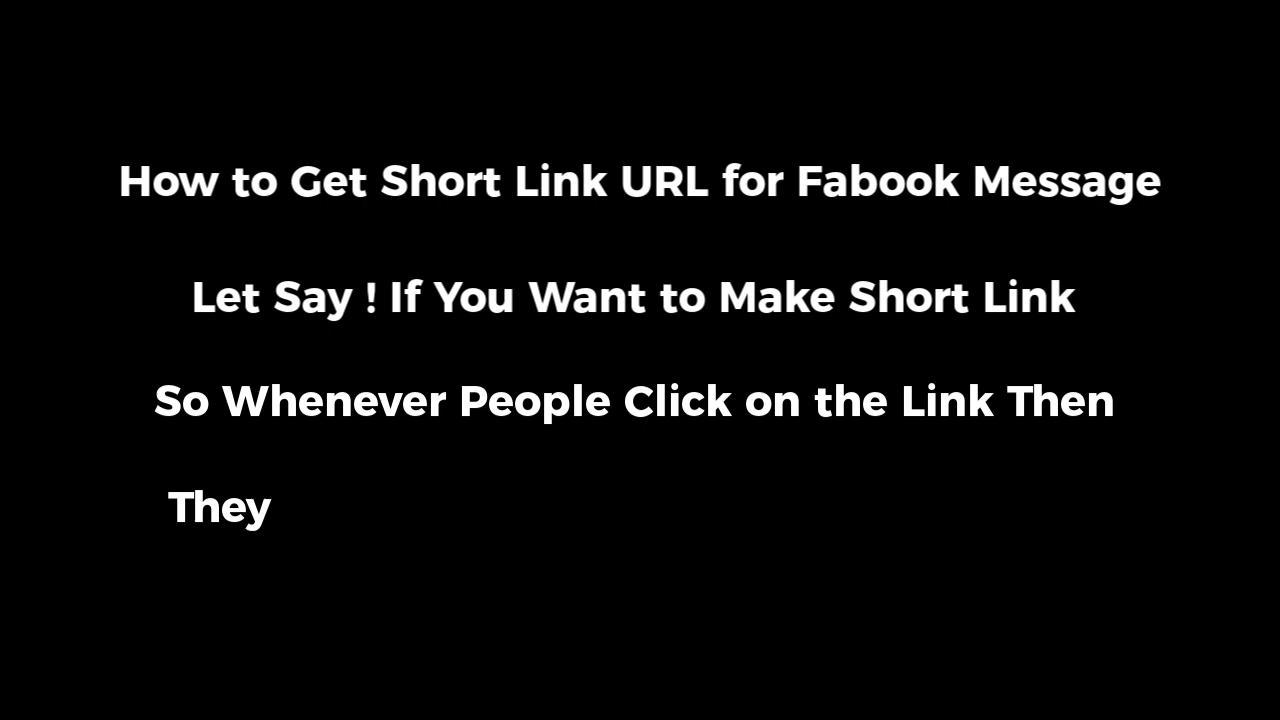 How to Get Short Link URL for Fabook Message
Let Say ! If You Want to Make Short Link
So Whenever People Click on the Link Then
They